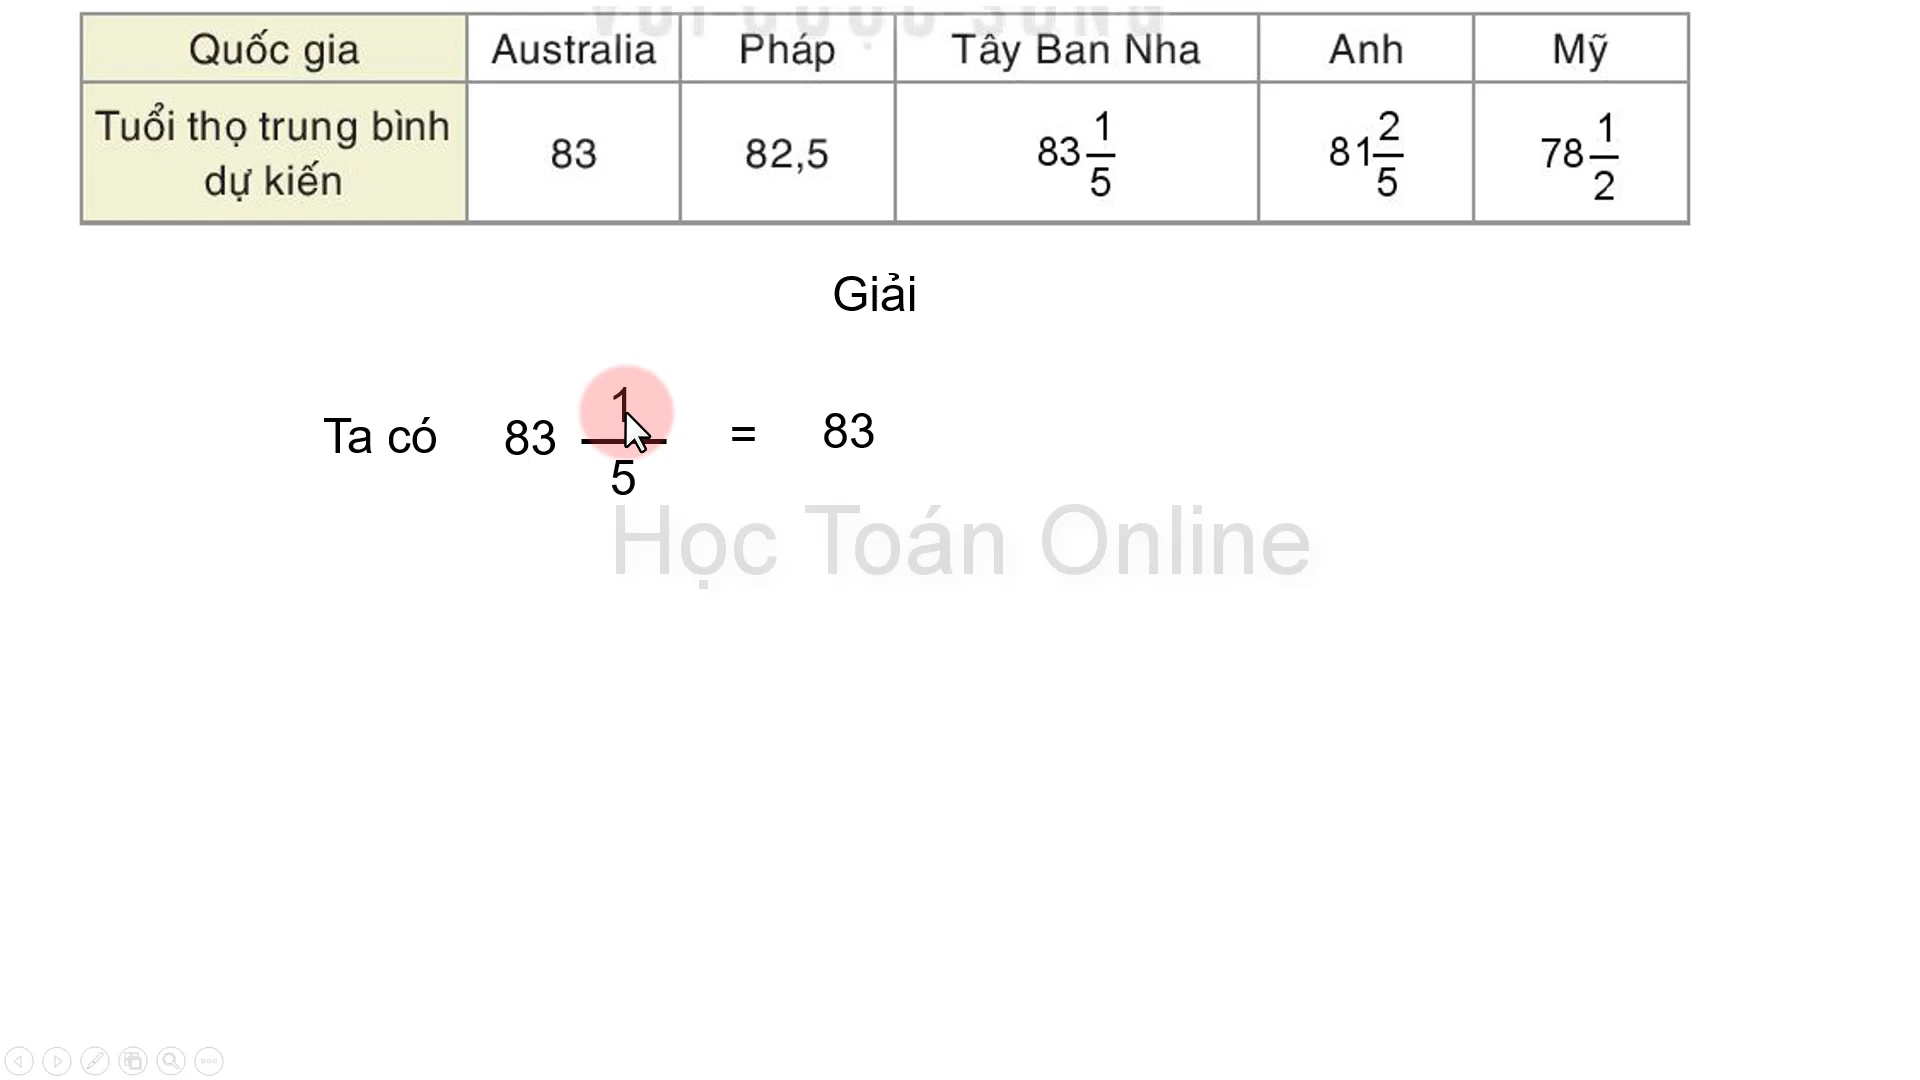 Quốc gia Australia Pháp Tây Ban Nha Anh Mỹ
Tuổi thọ trung bình dự kiến 83 82,5 83 1/5 81 2/5 78 1/2
Giải
Ta có 83 1/5 = 83
Học Toán Online